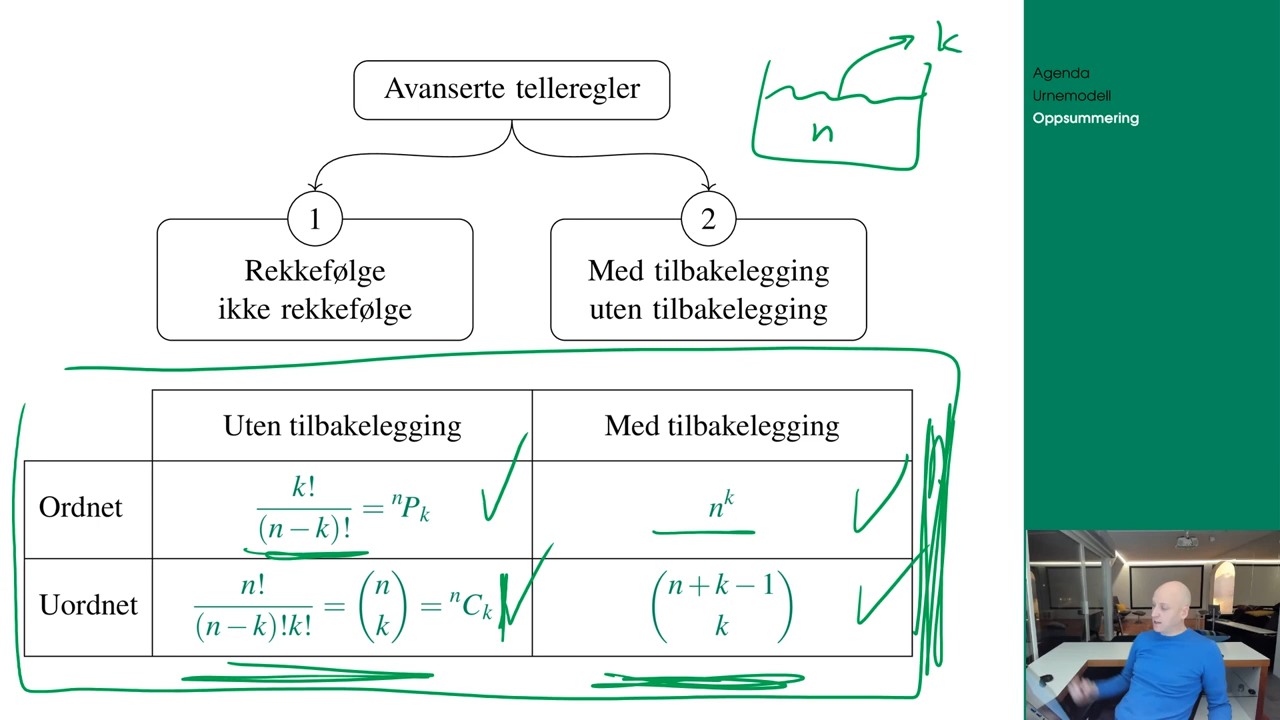 Avanserte telleregler
k
n
1
2
Rekkefølge
ikke rekkefølge
Med tilbakelegging
uten tilbakelegging
Uten tilbakelegging
Med tilbakelegging
Ordnet
k! / (n − k)! = ⁿPₖ
nᵏ
Uordnet
n! / (n − k)!k! = (n k) = ⁿCₖ
(n + k − 1 k)
Agenda
Urnemodell
Oppsummering